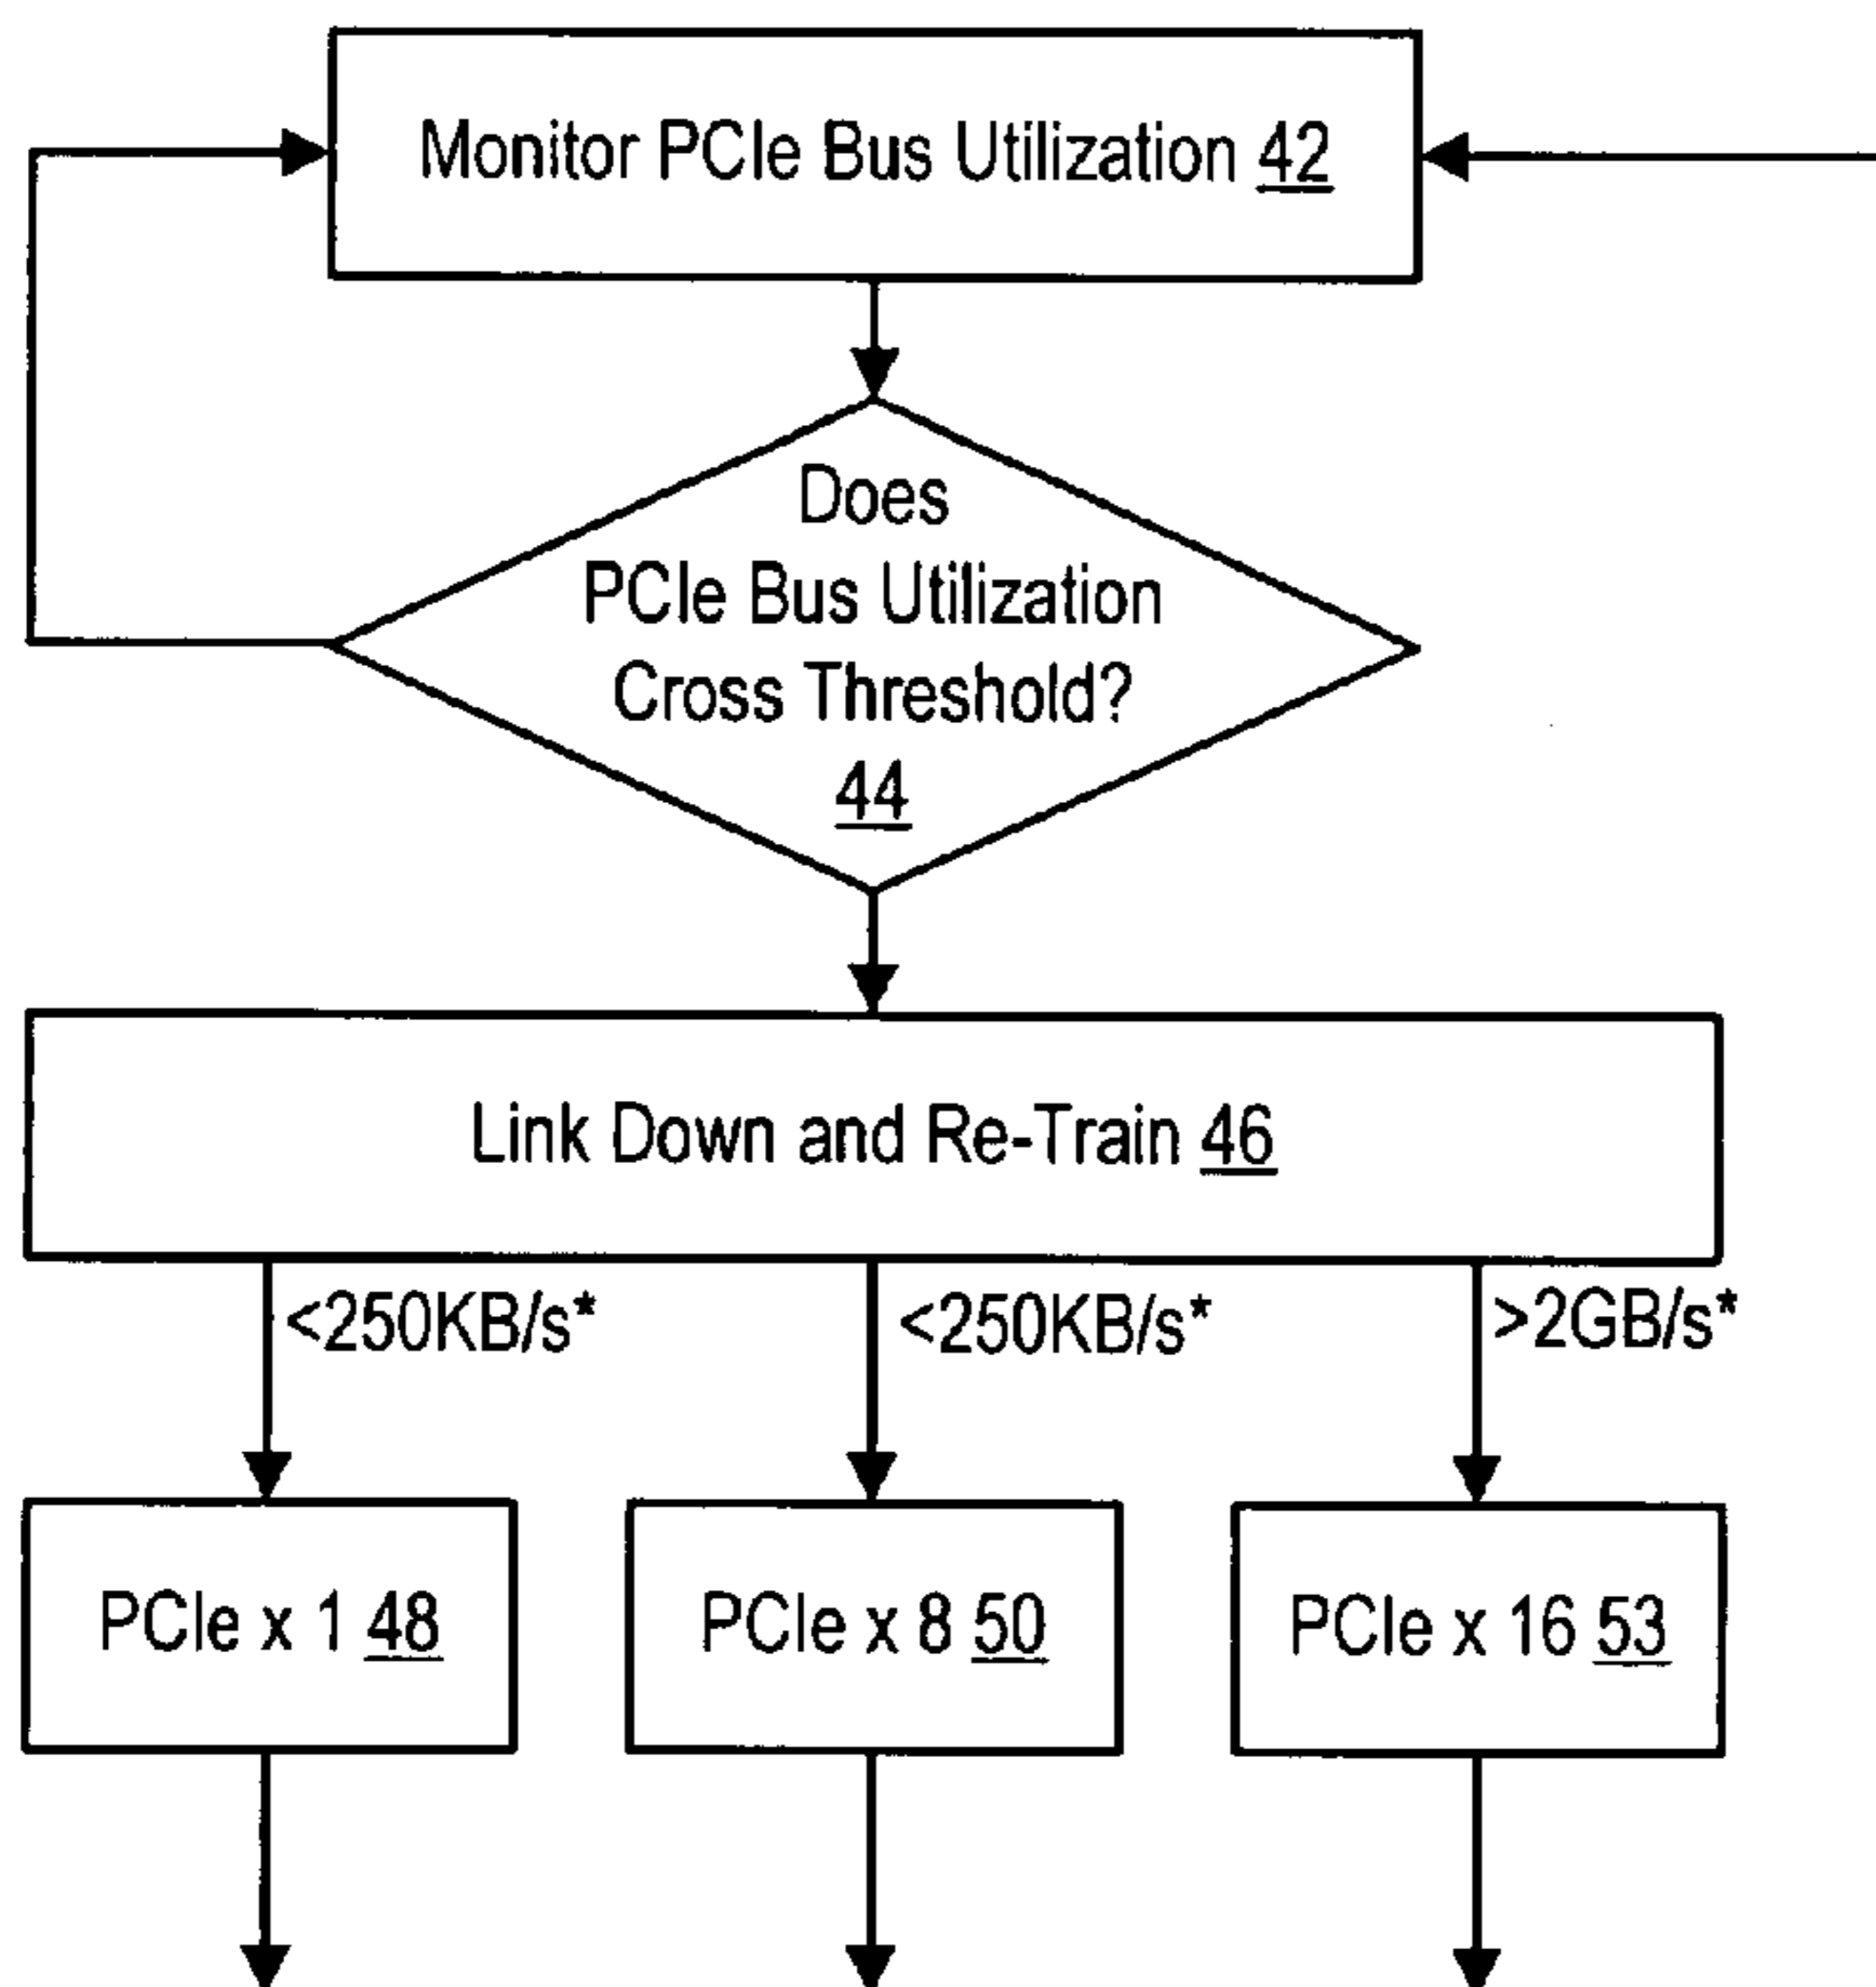 Monitor PCIe Bus Utilization 42
Does
PCIe Bus Utilization
Cross Threshold?
44
Link Down and Re-Train 46
<250KB/s* <250KB/s* >2GB/s*
PCIe x 1 48 PCIe x 8 50 PCIe x 16 53